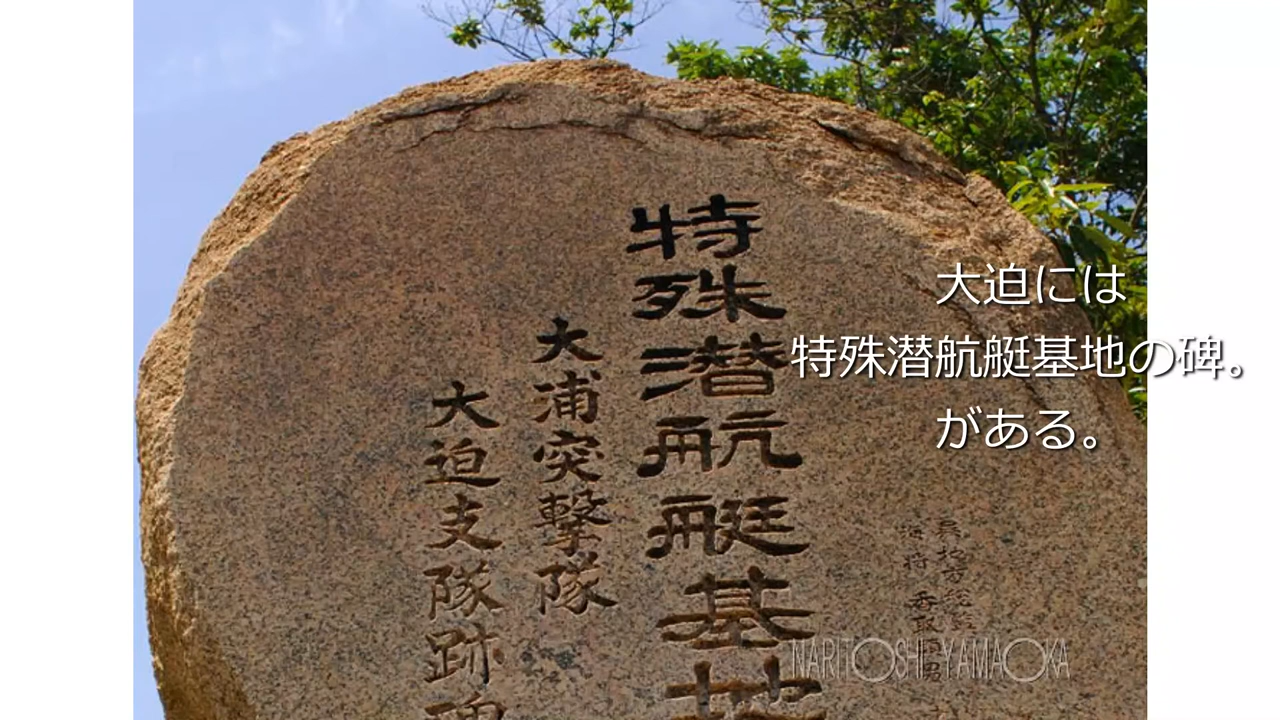 特殊潜航艇基地
大浦突撃隊
大迫支隊跡碑
大迫には
特殊潜航艇基地の碑。
がある。
NARITOSHI YAMAOKA